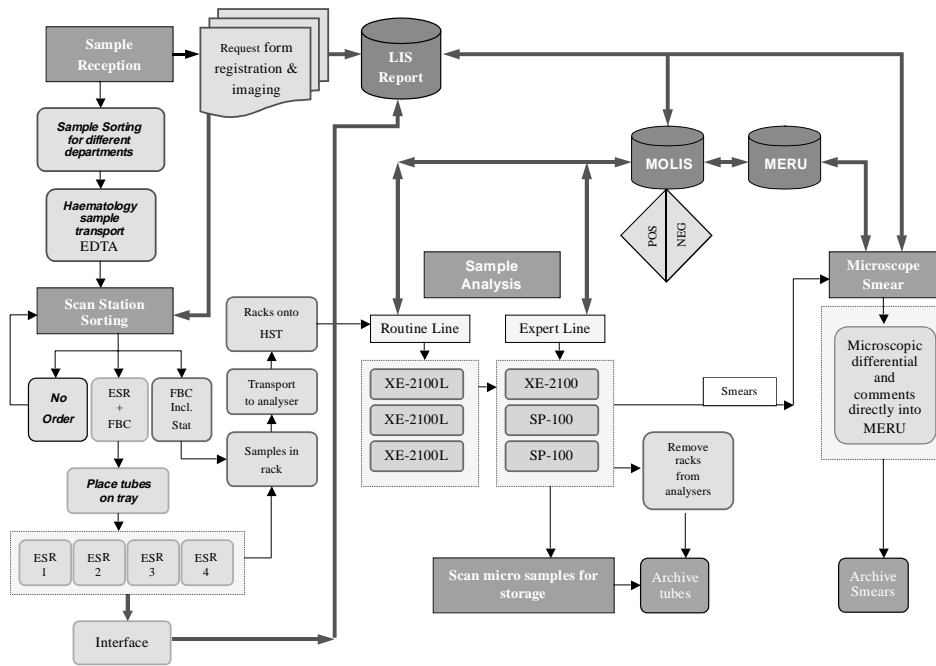 Sample
Reception
Request form
registration &
imaging
LIS
Report
Sample Sorting
for different
departments
Haematology
sample
transport
EDTA
MOLIS
MERU
POS
NEG
Sample
Analysis
Microscope
Smear
Scan Station
Sorting
Racks onto
HST
Routine Line
Expert Line
No
Order
ESR
+
FBC
FBC
Incl.
Stat
Transport
to analyser
Samples in
rack
XE-2100L
XE-2100L
XE-2100L
XE-2100
SP-100
SP-100
Smears
Microscopic
differential
and
comments
directly into
MERU
Place tubes
on tray
Remove
racks
from
analysers
ESR
1
ESR
2
ESR
3
ESR
4
Scan micro samples for
storage
Archive
tubes
Archive
Smears
Interface